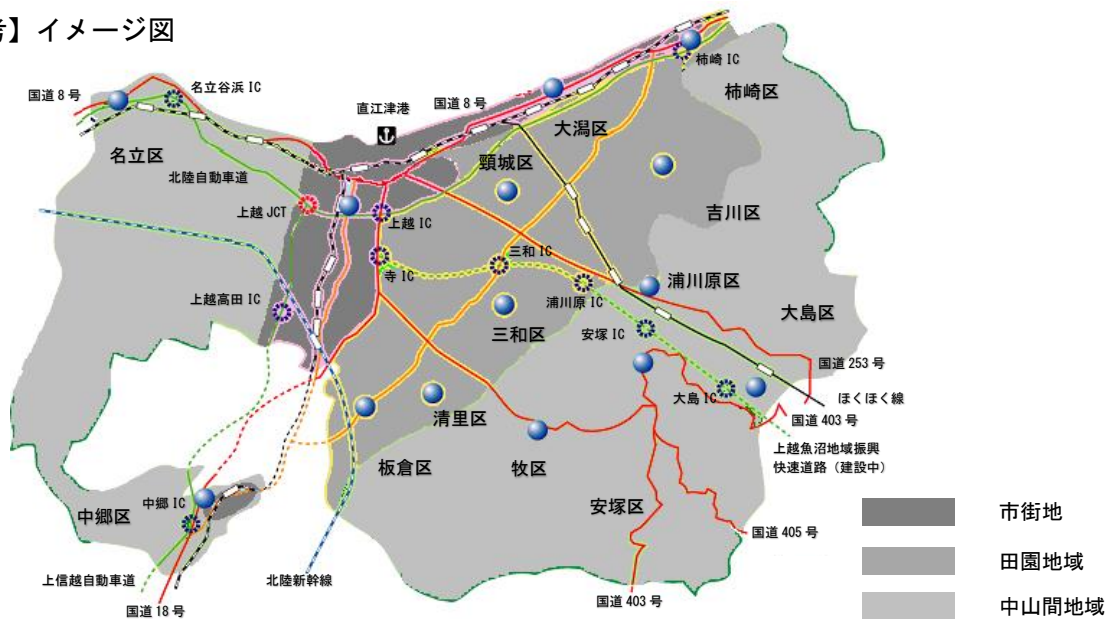 考】イメージ図
柿崎 IC
国道 8 号
名立谷浜 IC
直江津港
国道 8 号
柿崎区
大潟区
名立区
頸城区
北陸自動車道
吉川区
上越 JCT
上越 IC
三和 IC
寺 IC
浦川原区
上越高田 IC
浦川原 IC
大島区
三和区
安塚 IC
国道 253 号
大島 IC
ほくほく線
国道 403 号
清里区
上越魚沼地域振興
快速道路（建設中）
板倉区
牧区
中郷 IC
安塚区
中郷区
市街地
国道 405 号
田園地域
上信越自動車道
北陸新幹線
国道 403 号
国道 18 号
中山間地域